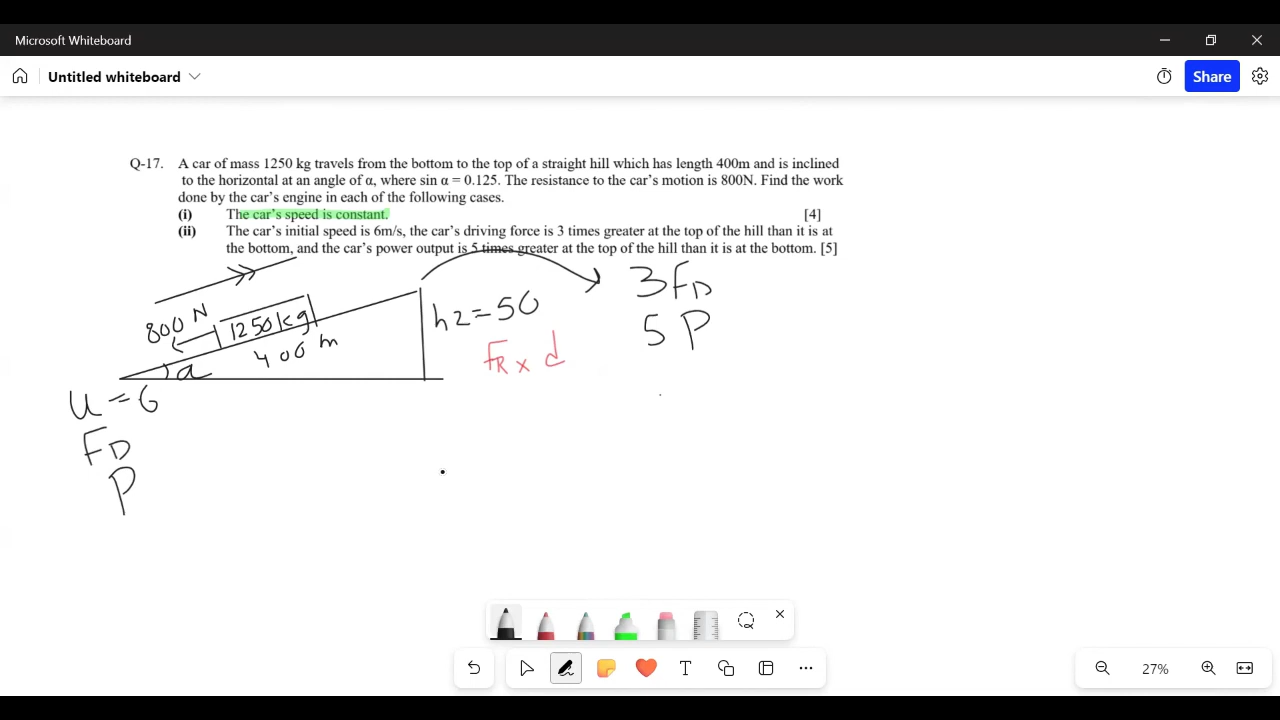 Microsoft Whiteboard
Untitled whiteboard
Share
Q-17. A car of mass 1250 kg travels from the bottom to the top of a straight hill which has length 400m and is inclined
to the horizontal at an angle of α, where sin α = 0.125. The resistance to the car's motion is 800N. Find the work
done by the car's engine in each of the following cases.
(i) The car's speed is constant. [4]
(ii) The car's initial speed is 6m/s, the car's driving force is 3 times greater at the top of the hill than it is at
the bottom, and the car's power output is 5 times greater at the top of the hill than it is at the bottom. [5]
3FD
800 N
1250kg
h2=50
5 P
400 m
FR x d
α
u = 6
FD
P
27%